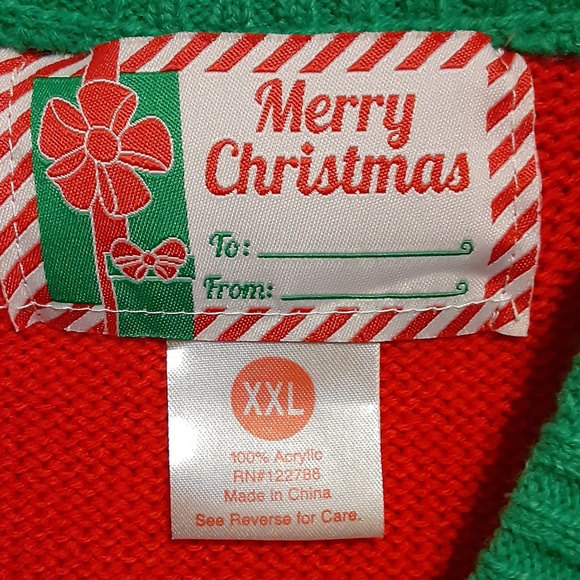 Merry
Christmas
To:
From:
XXL
100% Acrylic
RN#122786
Made in China
See Reverse for Care.